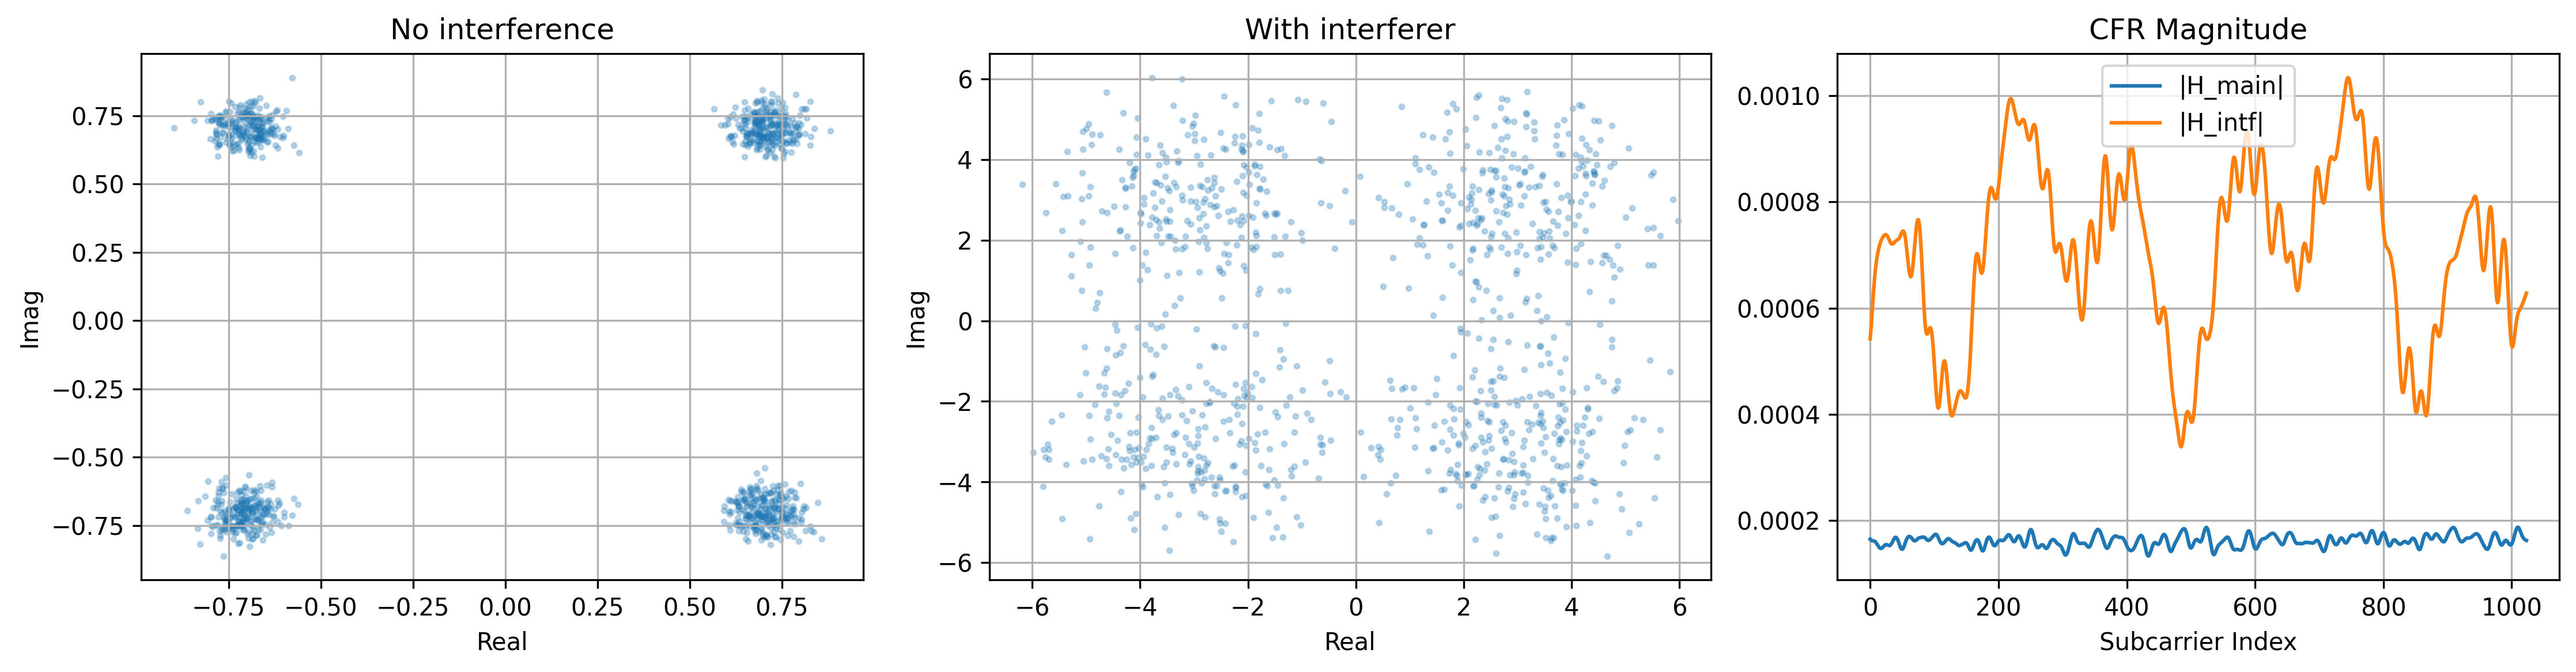 No interference
0.75
0.50
0.25
0.00
−0.25
−0.50
−0.75
Imag
−0.75 −0.50 −0.25 0.00 0.25 0.50 0.75
Real
With interferer
6
4
2
0
−2
−4
−6
Imag
−6 −4 −2 0 2 4 6
Real
CFR Magnitude
|H_main|
|H_intf|
0.0010
0.0008
0.0006
0.0004
0.0002
0 200 400 600 800 1000
Subcarrier Index